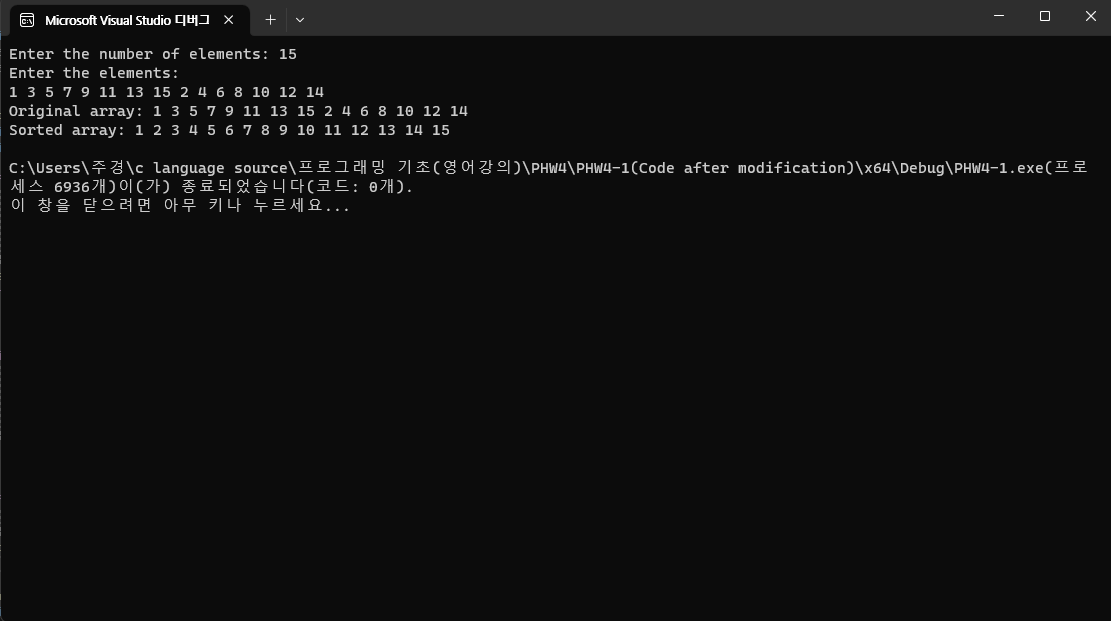 Microsoft Visual Studio 디버그
Enter the number of elements: 15
Enter the elements:
1 3 5 7 9 11 13 15 2 4 6 8 10 12 14
Original array: 1 3 5 7 9 11 13 15 2 4 6 8 10 12 14
Sorted array: 1 2 3 4 5 6 7 8 9 10 11 12 13 14 15
C:\Users\주경\c language source\프로그래밍 기초(영어강의)\PHW4\PHW4-1(Code after modification)\x64\Debug\PHW4-1.exe(프로
세스 6936개)이(가) 종료되었습니다(코드: 0개).
이 창을 닫으려면 아무 키나 누르세요...